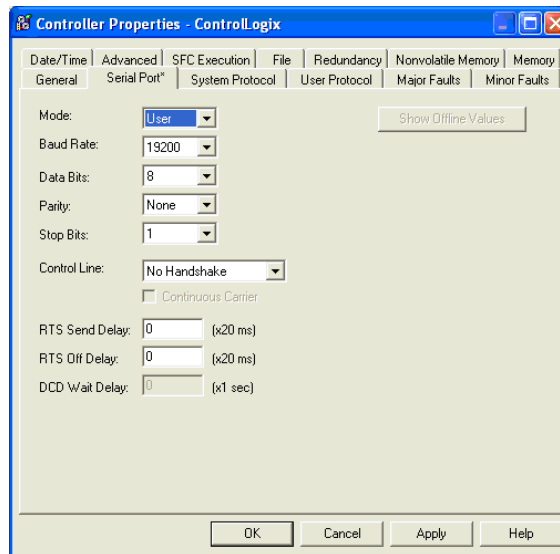 Controller Properties - ControlLogix
Date/Time Advanced SFC Execution File Redundancy Nonvolatile Memory Memory
General Serial Port* System Protocol User Protocol Major Faults Minor Faults
Mode: User Show Offline Values
Baud Rate: 19200
Data Bits: 8
Parity: None
Stop Bits: 1
Control Line: No Handshake
Continuous Carrier
RTS Send Delay: 0 (x20 ms)
RTS Off Delay: 0 (x20 ms)
DCD Wait Delay: 0 (x1 sec)
OK Cancel Apply Help